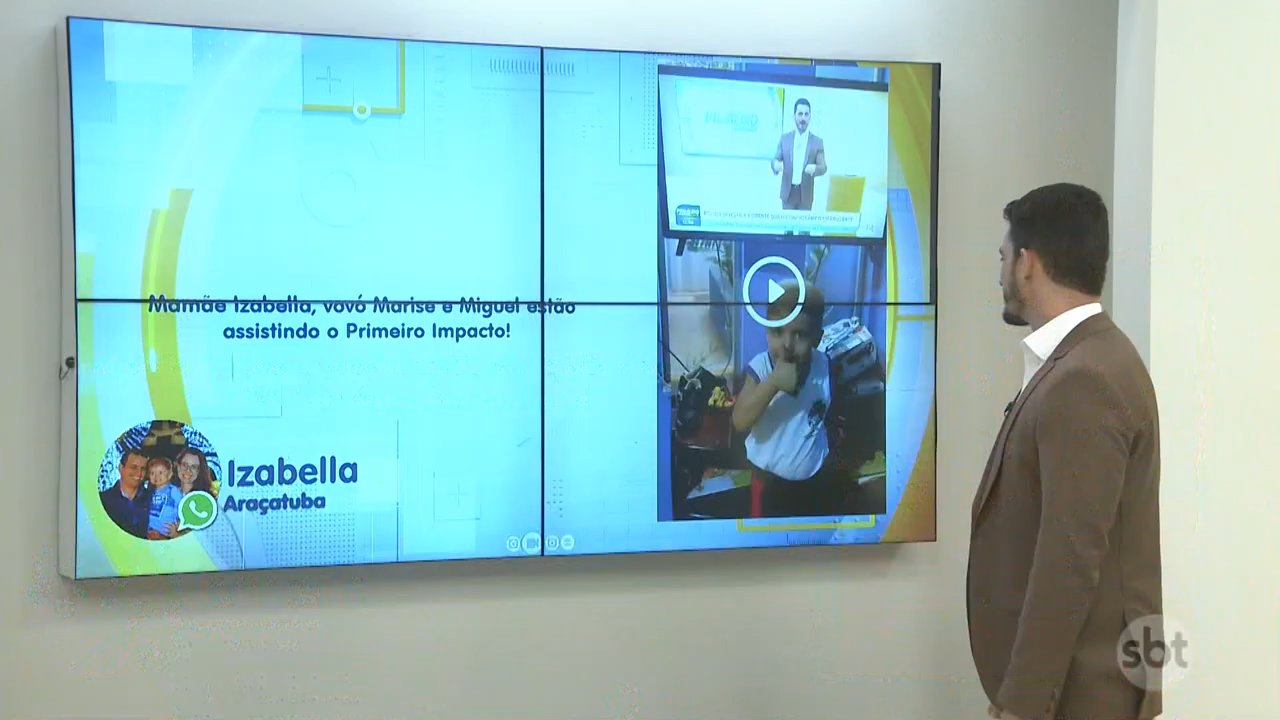 Mamãe Izabella, vovó Marise e Miguel estão
assistindo o Primeiro Impacto!
Izabella
Araçatuba
sbt